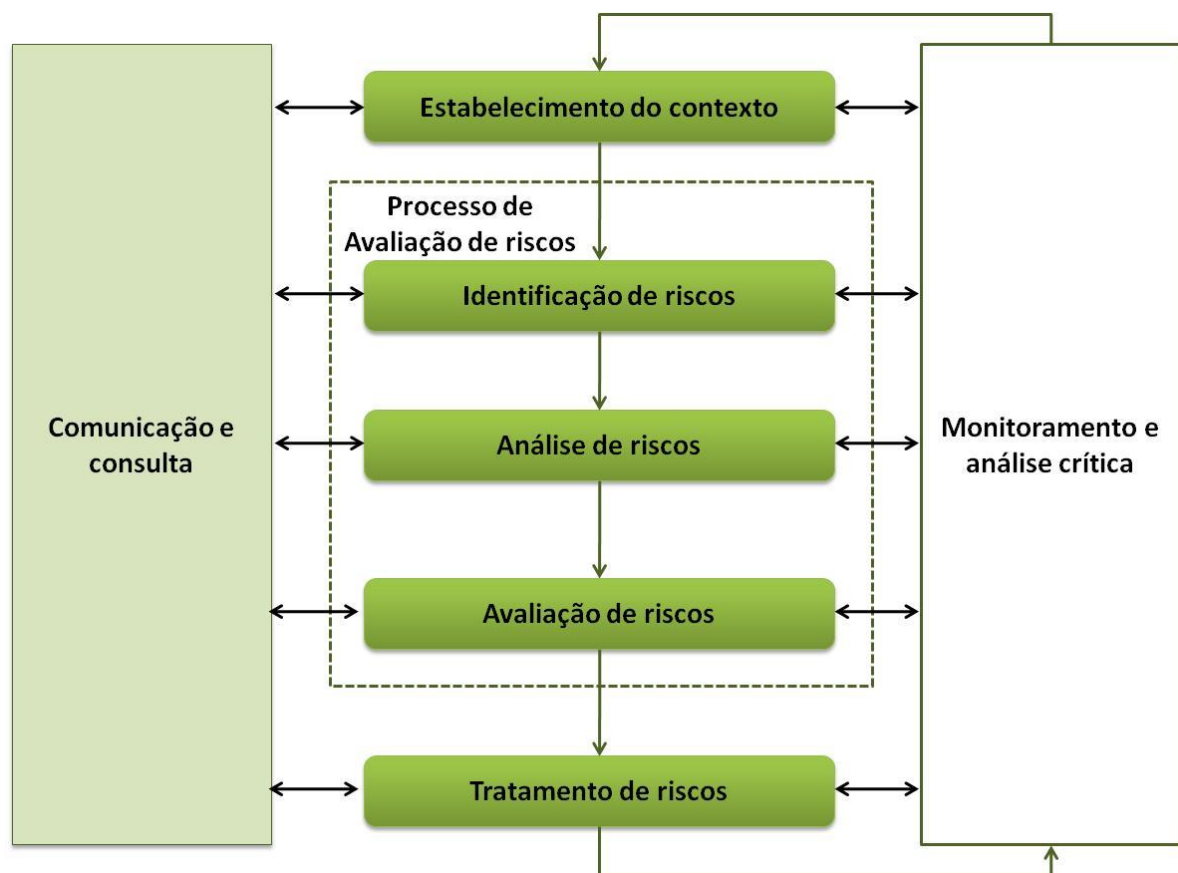 Estabelecimento do contexto
Processo de
Avaliação de riscos
Identificação de riscos
Comunicação e
consulta
Análise de riscos
Monitoramento e
análise crítica
Avaliação de riscos
Tratamento de riscos